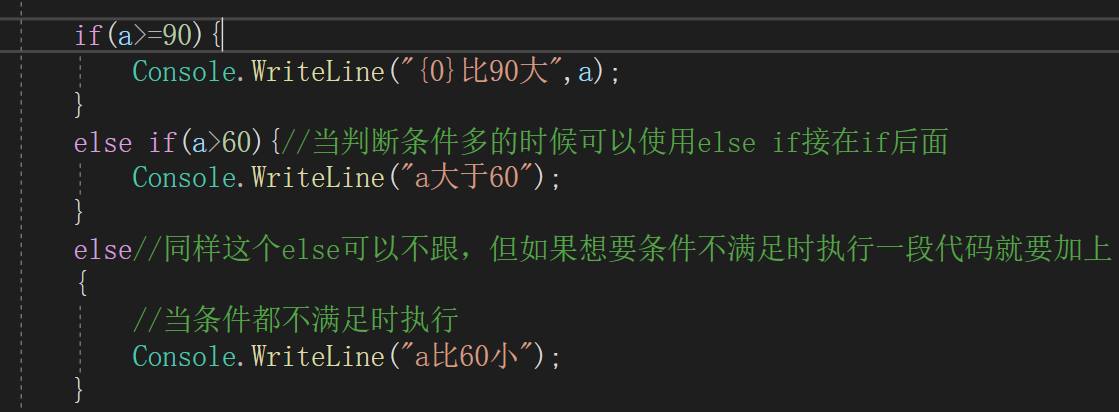 if(a>=90){
Console.WriteLine("{0}比90大",a);
}
else if(a>60){//当判断条件多的时候可以使用else if接在if后面
Console.WriteLine("a大于60");
}
else//同样这个else可以不跟，但如果想要条件不满足时执行一段代码就要加上
{
//当条件都不满足时执行
Console.WriteLine("a比60小");
}